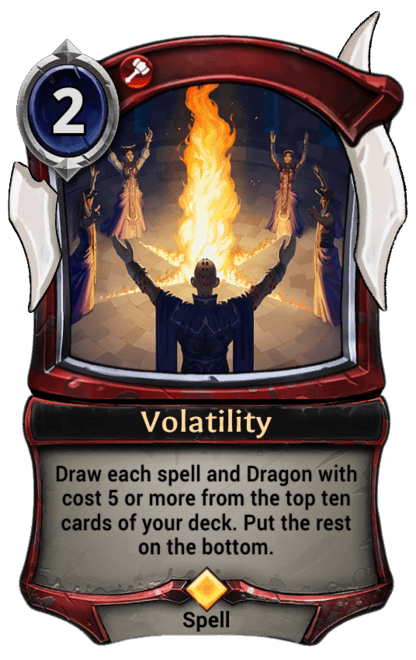 2
Volatility
Draw each spell and Dragon with
cost 5 or more from the top ten
cards of your deck. Put the rest
on the bottom.
Spell